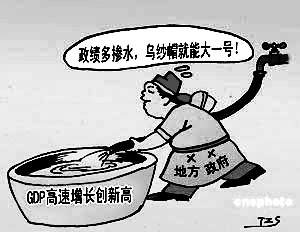 政绩多掺水，乌纱帽就能大一号！
××
地方 政府
GDP高速增长创新高
cnsphoto
TZS